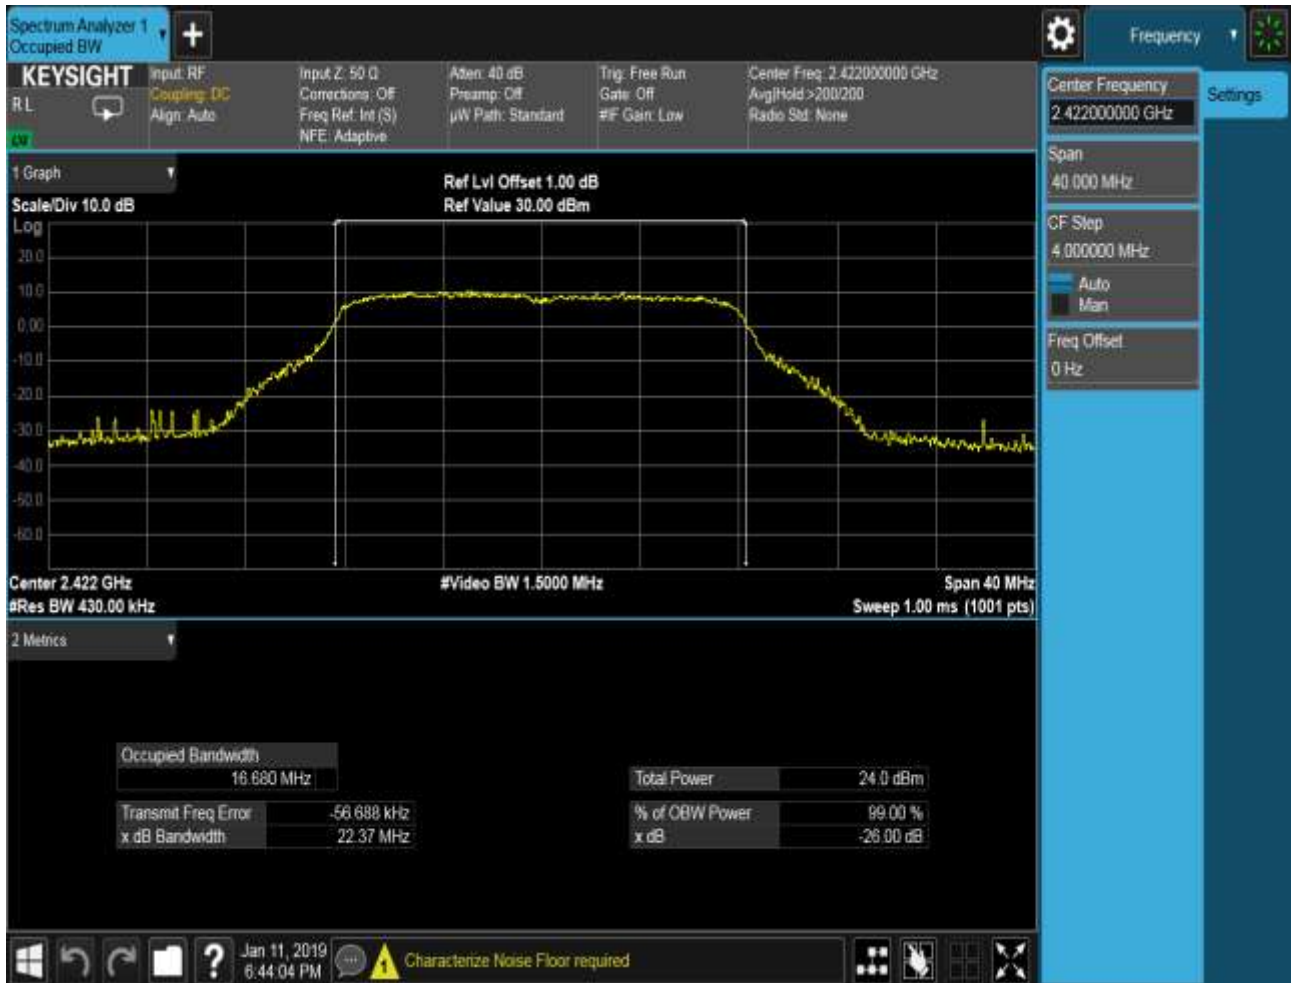 Spectrum Analyzer 1
Occupied BW
Frequency
KEYSIGHT
R L
Input: RF
Coupling: DC
Align: Auto
Input Z: 50 Ω
Corrections: Off
Freq Ref: Int (S)
NFE: Adaptive
Atten: 40 dB
Preamp: Off
µW Path: Standard
Trig: Free Run
Gate: Off
#IF Gain: Low
Center Freq: 2.422000000 GHz
Avg|Hold:>200/200
Radio Std: None
Center Frequency
2.422000000 GHz
Settings
Span
40.000 MHz
CF Step
4.000000 MHz
Auto
Man
Freq Offset
0 Hz
1 Graph
Scale/Div 10.0 dB
Ref Lvl Offset 1.00 dB
Ref Value 30.00 dBm
Log
20.0
10.0
0.00
-10.0
-20.0
-30.0
-40.0
-50.0
-60.0
Center 2.422 GHz
#Video BW 1.5000 MHz
Span 40 MHz
#Res BW 430.00 kHz
Sweep 1.00 ms (1001 pts)
2 Metrics
Occupied Bandwidth
16.680 MHz
Total Power 24.0 dBm
Transmit Freq Error -56.688 kHz
% of OBW Power 99.00 %
x dB Bandwidth 22.37 MHz
x dB -26.00 dB
Jan 11, 2019
6:44:04 PM
1
Characterize Noise Floor required